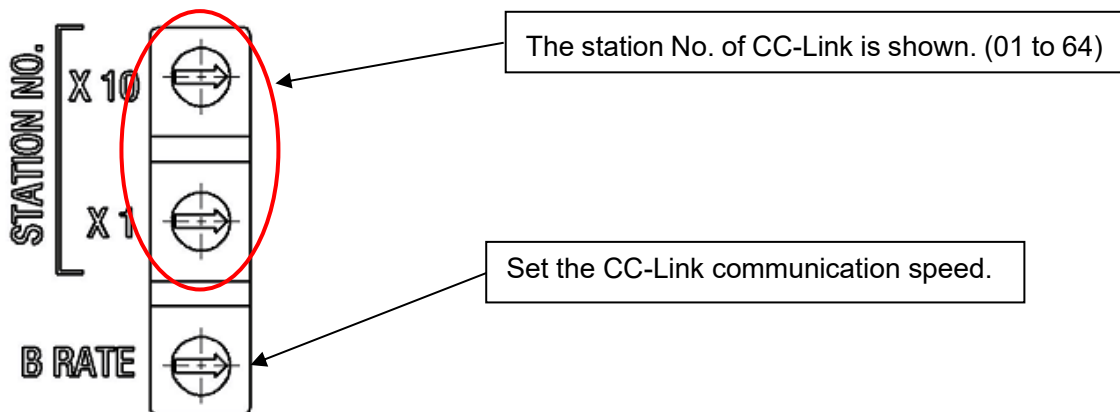 The station No. of CC-Link is shown. (01 to 64)
STATION NO.
X 10
X 1
Set the CC-Link communication speed.
B RATE